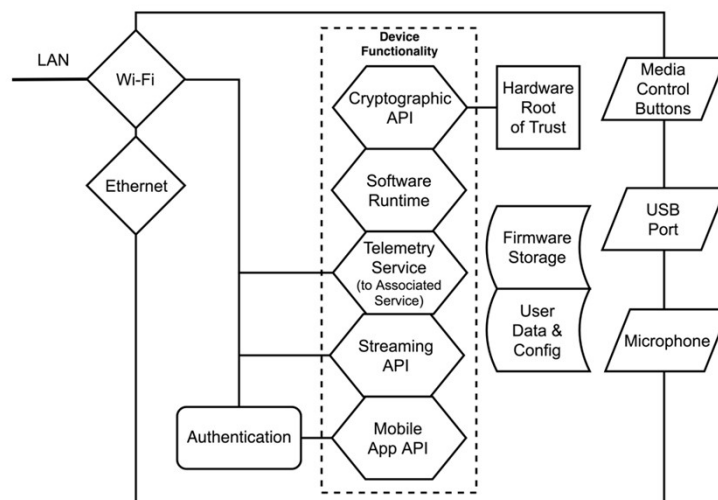 LAN
Wi-Fi
Ethernet
Authentication
Device
Functionality
Cryptographic
API
Software
Runtime
Telemetry
Service
(to Associated
Service)
Streaming
API
Mobile
App API
Hardware
Root
of Trust
Firmware
Storage
User
Data &
Config
Media
Control
Buttons
USB
Port
Microphone